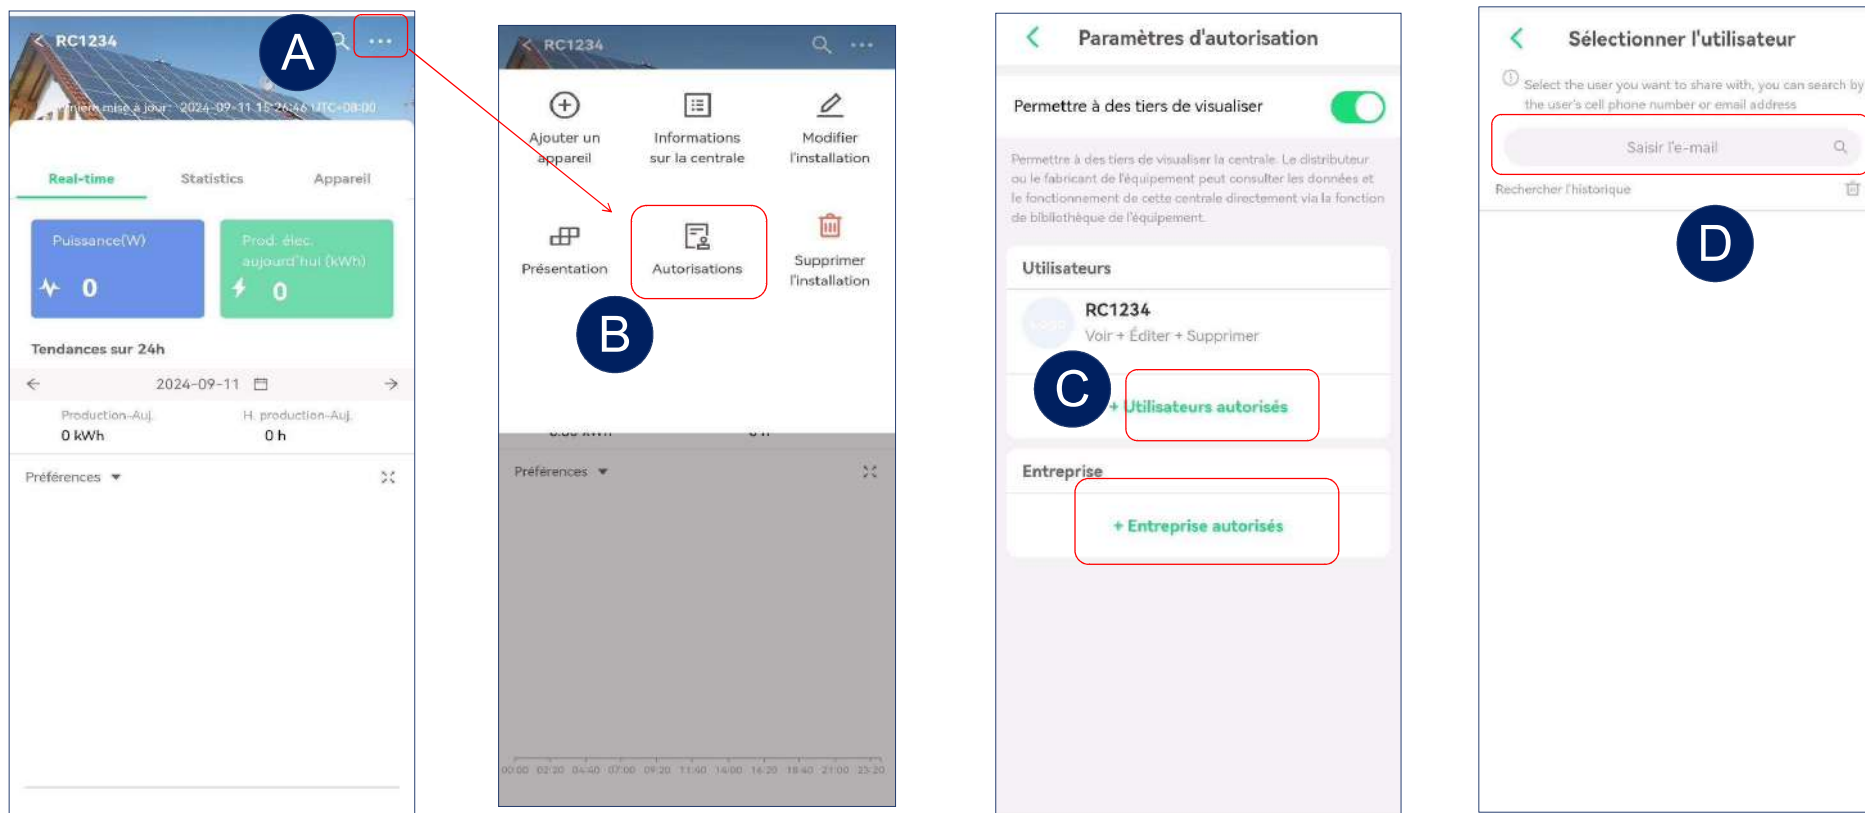 RC1234
A
mise à jour: 2024-09-11 15:26:46 UTC+08:00
Real-time
Statistics
Appareil
Puissance(W)
0
Prod. élec.
aujourd'hui (kWh)
0
Tendances sur 24h
2024-09-11
Production-Auj.
H. production-Auj.
0 kWh
0 h
Préférences
RC1234
Ajouter un
appareil
Informations
sur la centrale
Modifier
l'installation
Présentation
Autorisations
Supprimer
l'installation
B
Préférences
00:00 02:20 04:40 07:00 09:20 11:40 14:00 16:20 18:40 21:00 23:20
Paramètres d'autorisation
Permettre à des tiers de visualiser
Permettre à des tiers de visualiser la centrale. Le distributeur
ou le fabricant de l'équipement peut consulter les données et
le fonctionnement de cette centrale directement via la fonction
de bibliothèque de l'équipement.
Utilisateurs
RC1234
Voir + Éditer + Supprimer
C
+ Utilisateurs autorisés
Entreprise
+ Entreprise autorisés
Sélectionner l'utilisateur
Select the user you want to share with, you can search by
the user's cell phone number or email address
Saisir l'e-mail
Rechercher l'historique
D